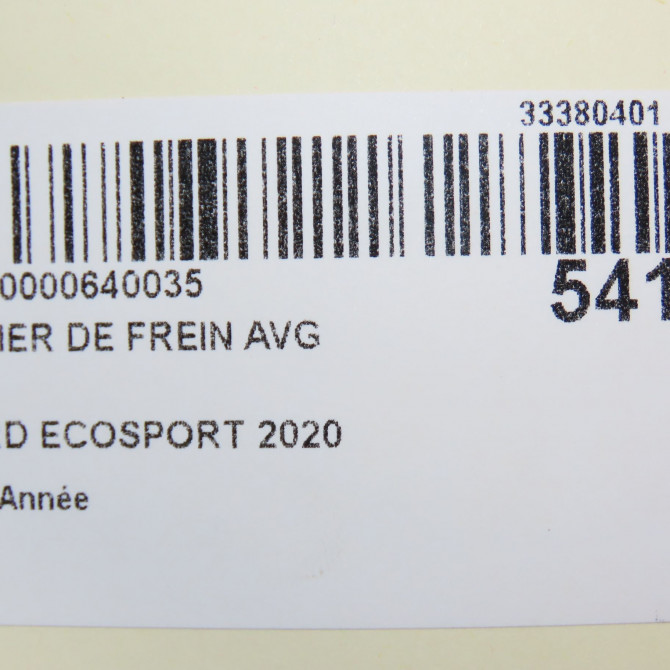 33380401
0000640035
541
IER DE FREIN AVG
D ECOSPORT 2020
Année